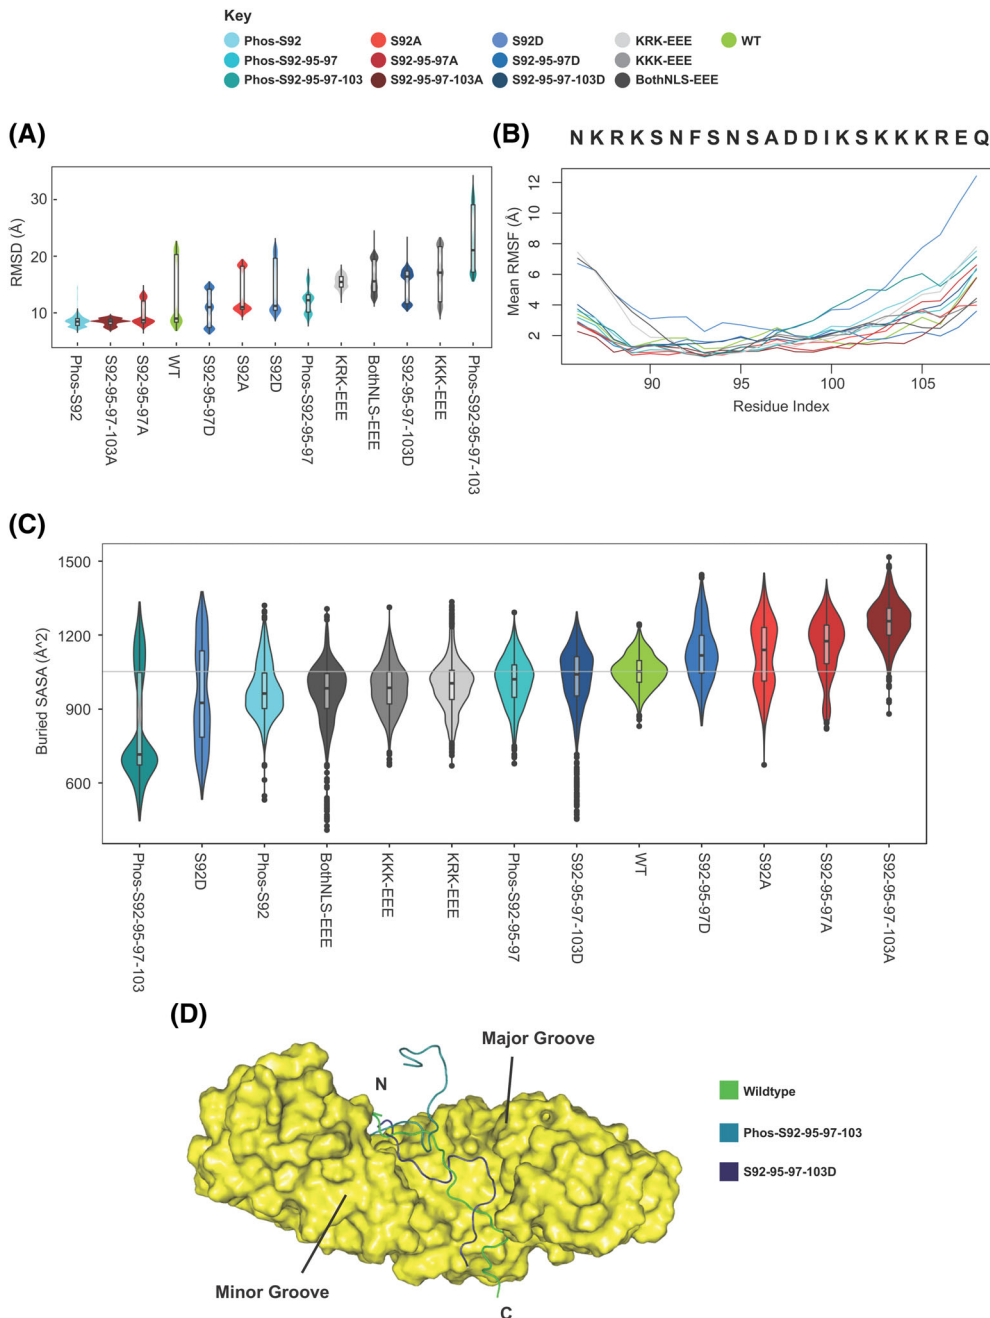 Key
Phos-S92
S92A
S92D
KRK-EEE
WT
Phos-S92-95-97
S92-95-97A
S92-95-97D
KKK-EEE
Phos-S92-95-97-103
S92-95-97-103A
S92-95-97-103D
BothNLS-EEE
(A)
RMSD (Å)
30
20
10
Phos-S92
S92-95-97-103A
S92-95-97A
WT
S92-95-97D
S92A
S92D
Phos-S92-95-97
KRK-EEE
BothNLS-EEE
S92-95-97-103D
KKK-EEE
Phos-S92-95-97-103
(B)
N K R K S N F S N S A D D I K S K K K R E Q
Mean RMSF (Å)
12
10
8
6
4
2
90
95
100
105
Residue Index
(C)
Buried SASA (A^2)
1500
1200
900
600
Phos-S92-95-97-103
S92D
Phos-S92
BothNLS-EEE
KKK-EEE
KRK-EEE
Phos-S92-95-97
S92-95-97-103D
WT
S92-95-97D
S92A
S92-95-97A
S92-95-97-103A
(D)
Major Groove
N
Minor Groove
C
Wildtype
Phos-S92-95-97-103
S92-95-97-103D